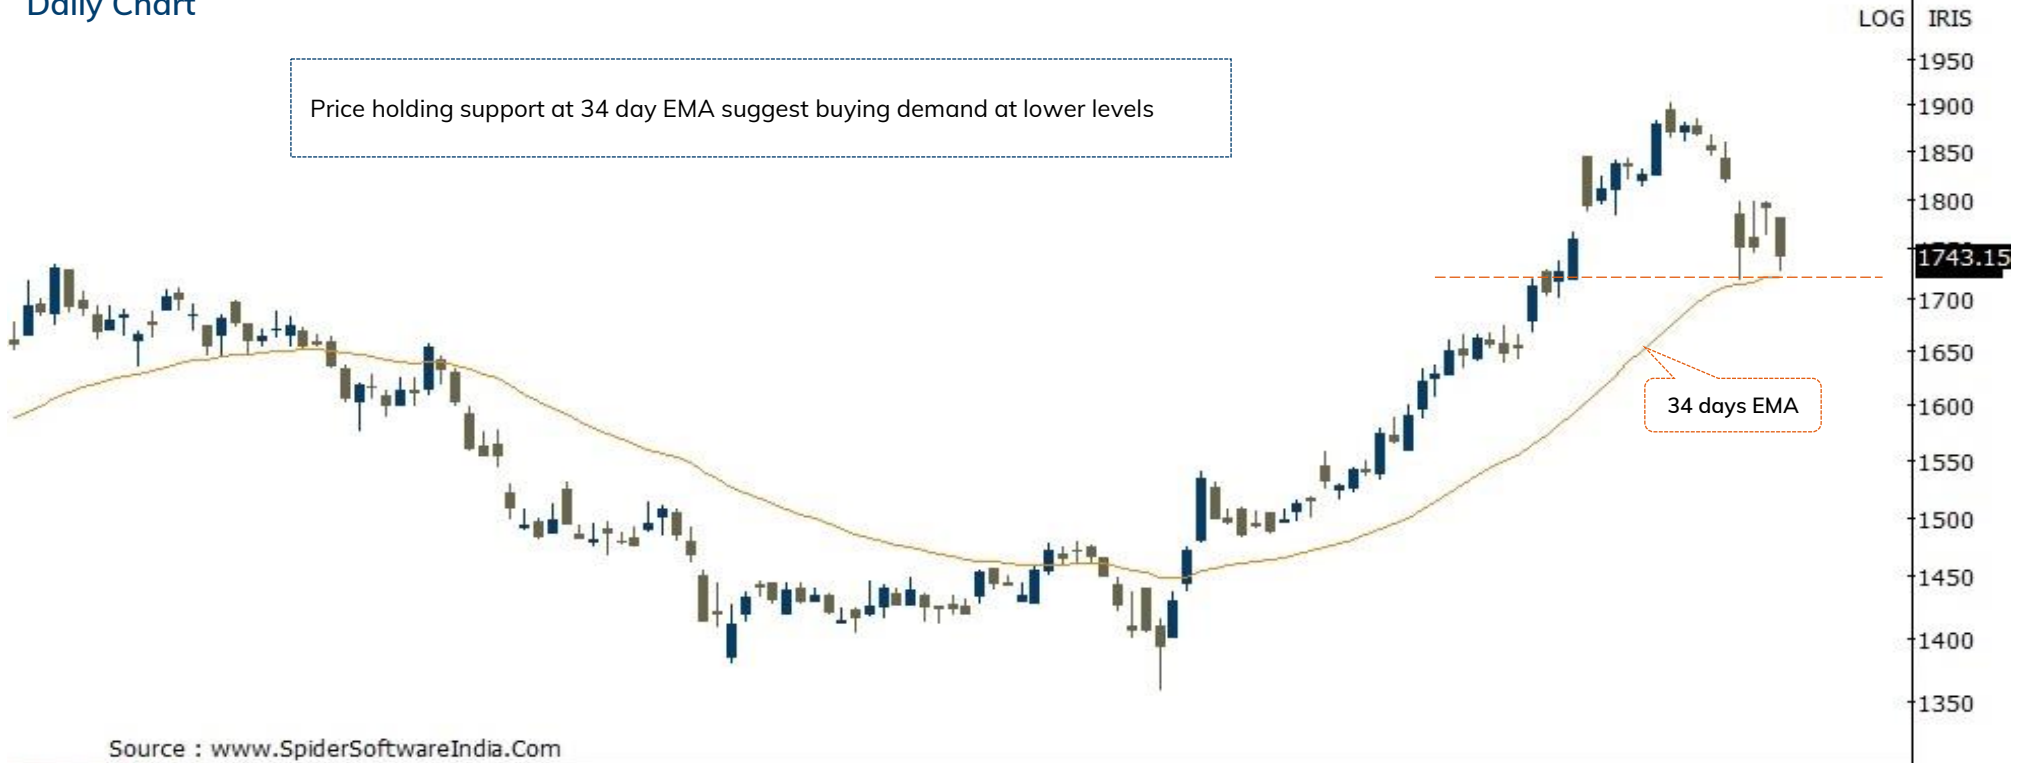 Daily Chart
LOG IRIS
1950
Price holding support at 34 day EMA suggest buying demand at lower levels
1900
1850
1800
1743.15
1700
1650
34 days EMA
1600
1550
1500
1450
1400
1350
Source : www.SpiderSoftwareIndia.Com